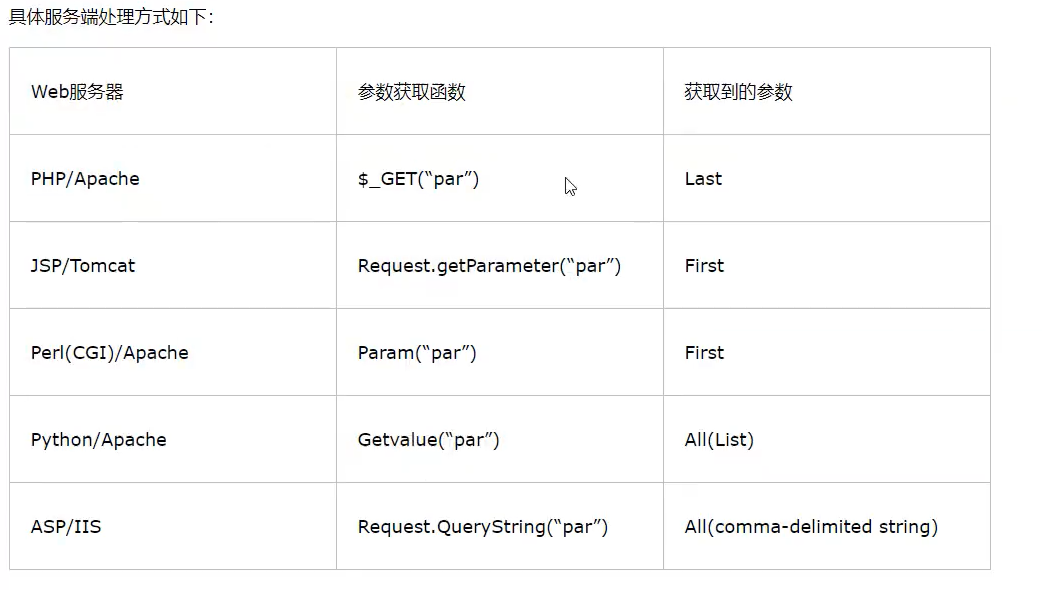 具体服务端处理方式如下：
Web服务器 参数获取函数 获取到的参数
PHP/Apache $_GET(“par”) Last
JSP/Tomcat Request.getParameter(“par”) First
Perl(CGI)/Apache Param(“par”) First
Python/Apache Getvalue(“par”) All(List)
ASP/IIS Request.QueryString(“par”) All(comma-delimited string)